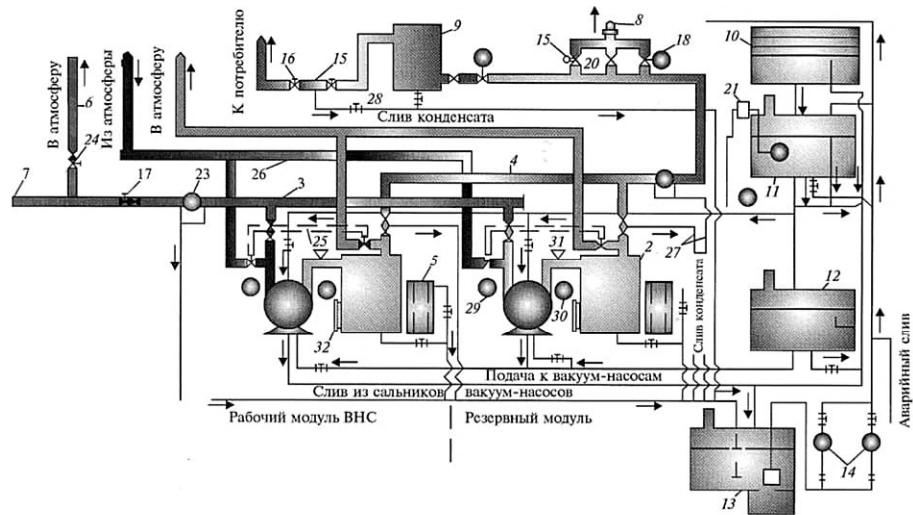 В атмосферу
Из атмосферы
В атмосферу
К потребителю
6
24
7
17
23
3
26
16
15
28
9
Слив конденсата
4
15
20
8
18
10
21
11
25
5
31
2
27
Слив конденсата
12
29
30
32
Подача к вакуум-насосам
Слив из сальников вакуум-насосов
Рабочий модуль ВНС
Резервный модуль
13
14
Аварийный слив